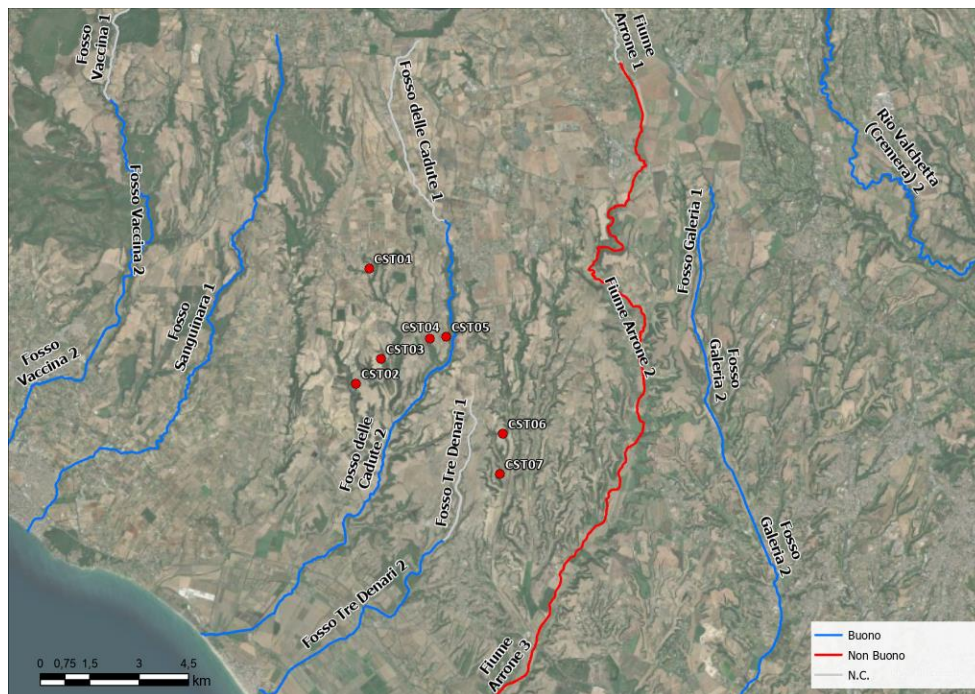 Fosso
Vaccina 1
Fiume
Arrone 1
Fosso delle Cadute 1
Rio Valchetta
(Cremera) 2
Fosso Vaccina 2
Fosso
Sanguinara 1
Fosso Galeria 1
CST01
Fiume Arrone 2
CST04
CST05
CST03
CST02
Fosso
Vaccina 2
Fosso
Galeria 2
Fosso delle
Cadute 2
Fosso Tre Denari 1
CST06
CST07
Fosso
Galeria 2
Fosso Tre Denari 2
Fiume
Arrone 3
Buono
Non Buono
N.C.
0 0,75 1,5 3 4,5
km